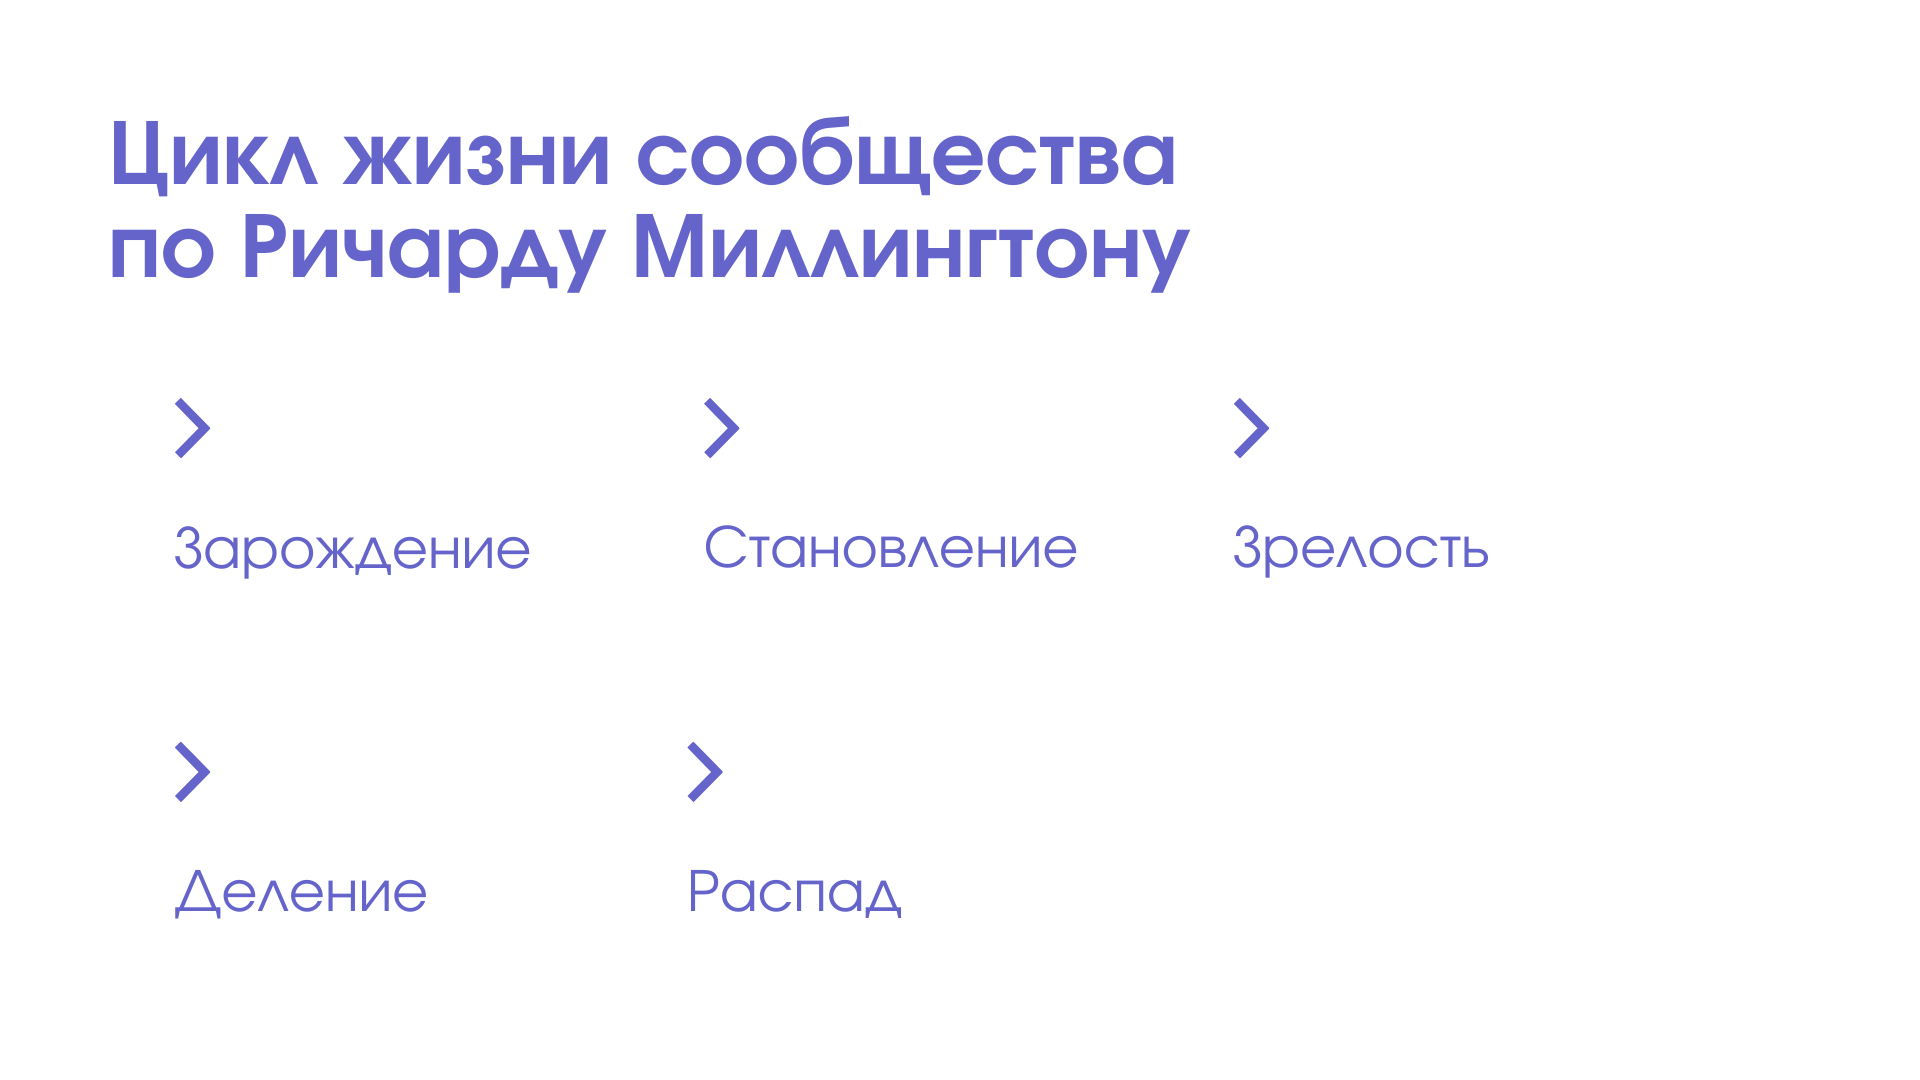 Цикл жизни сообщества
по Ричарду Миллингтону
Зарождение
Становление
Зрелость
Деление
Распад